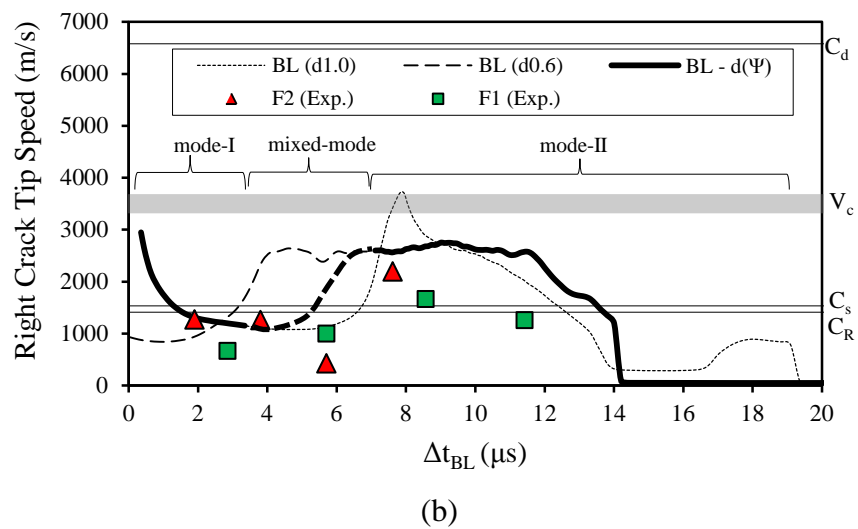 7000
6000
5000
4000
3000
2000
1000
0
Right Crack Tip Speed (m/s)
C_d
BL (d1.0) BL (d0.6) BL - d(Ψ)
F2 (Exp.) F1 (Exp.)
mode-I mixed-mode mode-II
V_c
C_s
C_R
0 2 4 6 8 10 12 14 16 18 20
Δt_BL (μs)
(b)